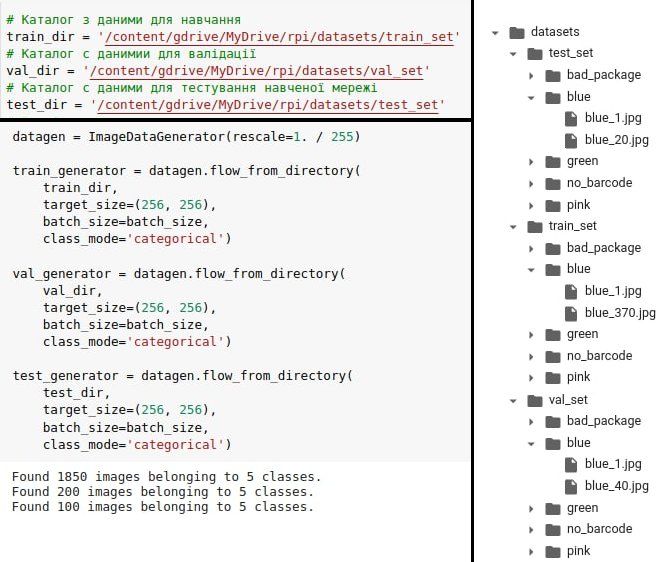 # Каталог з даними для навчання
train_dir = '/content/gdrive/MyDrive/rpi/datasets/train_set'
# Каталог с данимии для валідації
val_dir = '/content/gdrive/MyDrive/rpi/datasets/val_set'
# Каталог с даними для тестування навченої мережі
test_dir = '/content/gdrive/MyDrive/rpi/datasets/test_set'
datagen = ImageDataGenerator(rescale=1. / 255)
train_generator = datagen.flow_from_directory(
train_dir,
target_size=(256, 256),
batch_size=batch_size,
class_mode='categorical')
val_generator = datagen.flow_from_directory(
val_dir,
target_size=(256, 256),
batch_size=batch_size,
class_mode='categorical')
test_generator = datagen.flow_from_directory(
test_dir,
target_size=(256, 256),
batch_size=batch_size,
class_mode='categorical')
Found 1850 images belonging to 5 classes.
Found 200 images belonging to 5 classes.
Found 100 images belonging to 5 classes.
datasets
test_set
bad_package
blue
blue_1.jpg
blue_20.jpg
green
no_barcode
pink
train_set
bad_package
blue
blue_1.jpg
blue_370.jpg
green
no_barcode
pink
val_set
bad_package
blue
blue_1.jpg
blue_40.jpg
green
no_barcode
pink